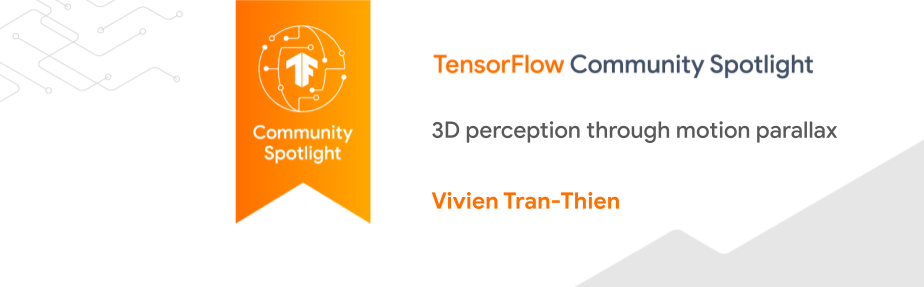 Community
Spotlight
TensorFlow Community Spotlight
3D perception through motion parallax
Vivien Tran-Thien